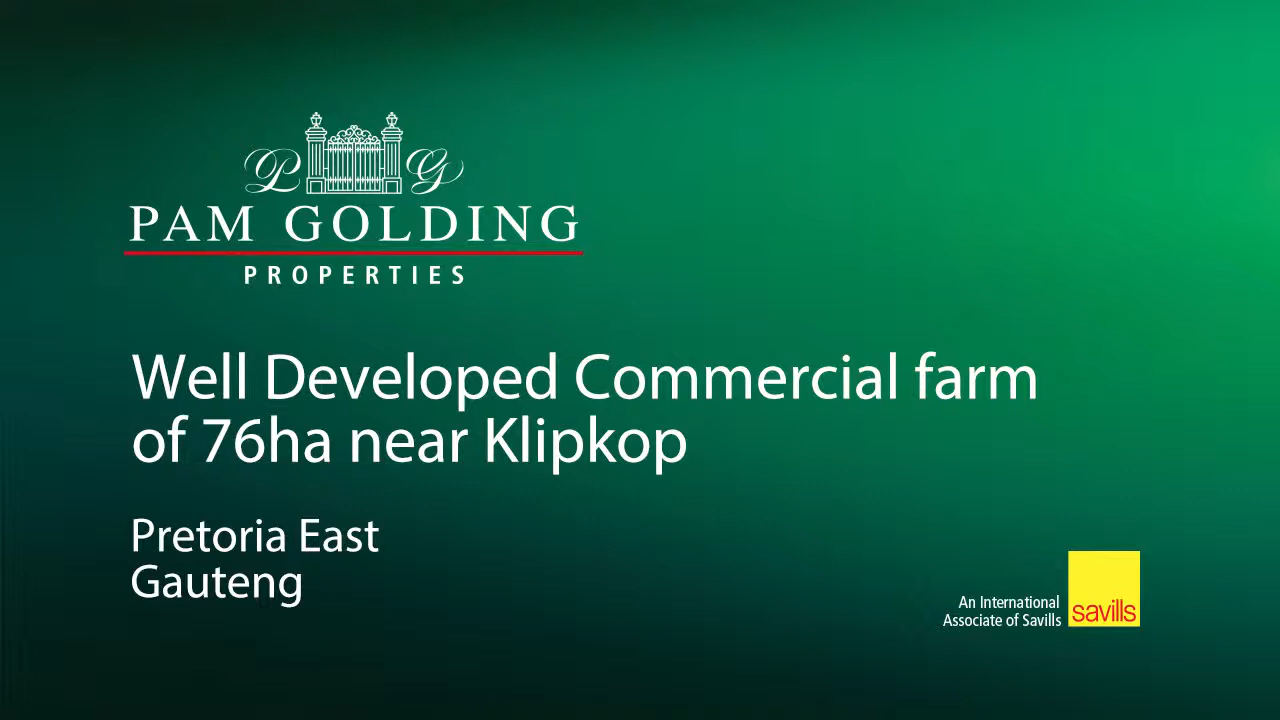 P G
PAM GOLDING
PROPERTIES
Well Developed Commercial farm
of 76ha near Klipkop
Pretoria East
Gauteng
An International
Associate of Savills
savills